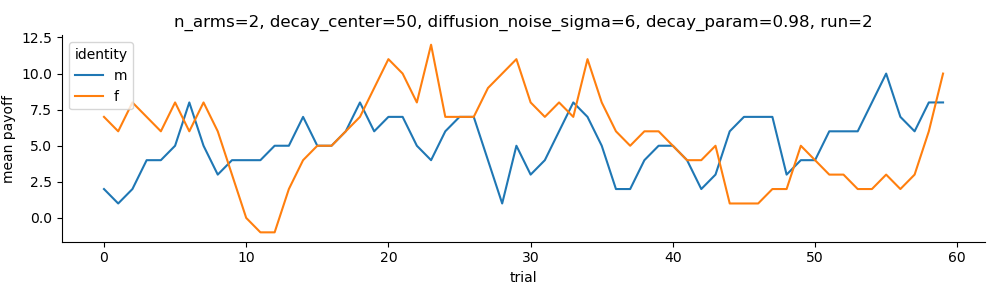 n_arms=2, decay_center=50, diffusion_noise_sigma=6, decay_param=0.98, run=2
12.5
10.0
7.5
5.0
2.5
0.0
mean payoff
identity
m
f
0 10 20 30 40 50 60
trial